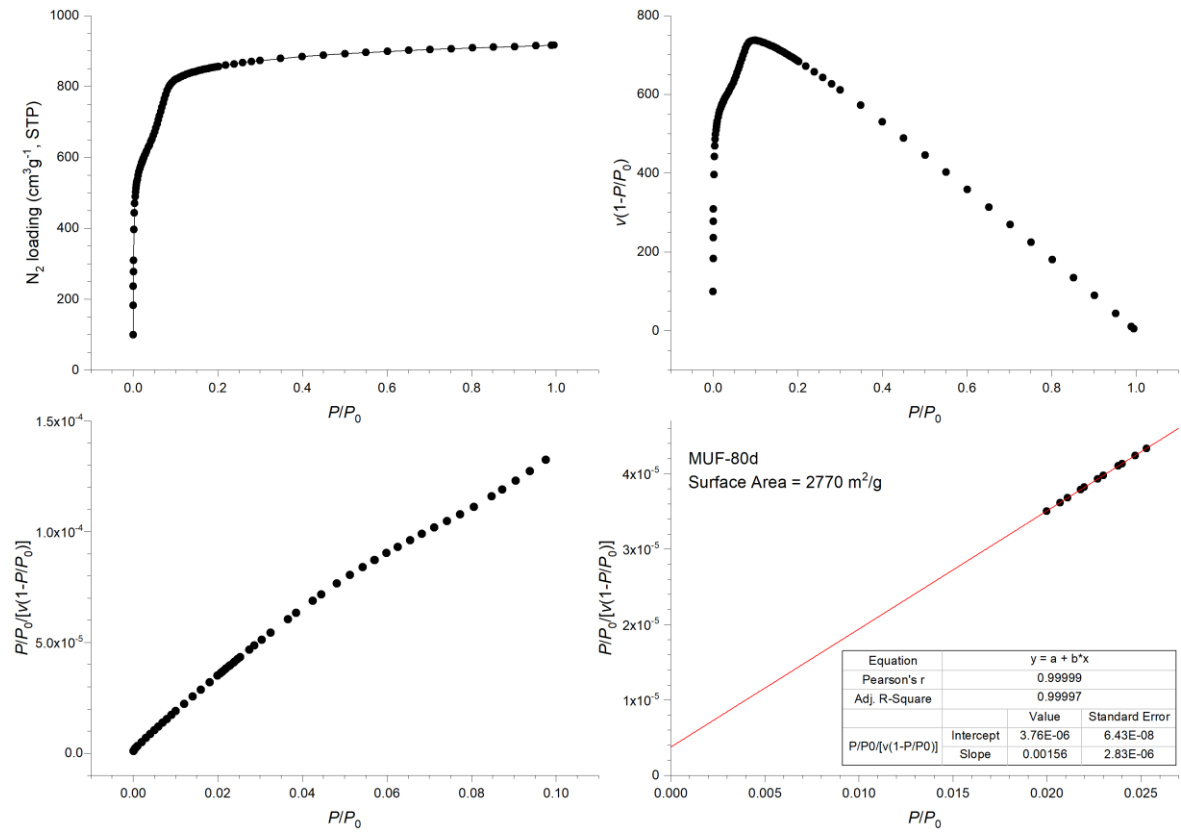 1000
800
600
400
200
0
N₂ loading (cm³g⁻¹, STP)
0.0 0.2 0.4 0.6 0.8 1.0
P/P₀
800
600
400
200
0
v(1-P/P₀)
0.0 0.2 0.4 0.6 0.8 1.0
P/P₀
1.5x10⁻⁴
1.0x10⁻⁴
5.0x10⁻⁵
0.0
P/P₀/[v(1-P/P₀)]
0.00 0.02 0.04 0.06 0.08 0.10
P/P₀
4x10⁻⁵
3x10⁻⁵
2x10⁻⁵
1x10⁻⁵
0
P/P₀/[v(1-P/P₀)]
MUF-80d
Surface Area = 2770 m²/g
Equation y = a + b*x
Pearson's r 0.99999
Adj. R-Square 0.99997
Value Standard Error
P/P0/[v(1-P/P0)] Intercept 3.76E-06 6.43E-08
Slope 0.00156 2.83E-06
0.000 0.005 0.010 0.015 0.020 0.025
P/P₀